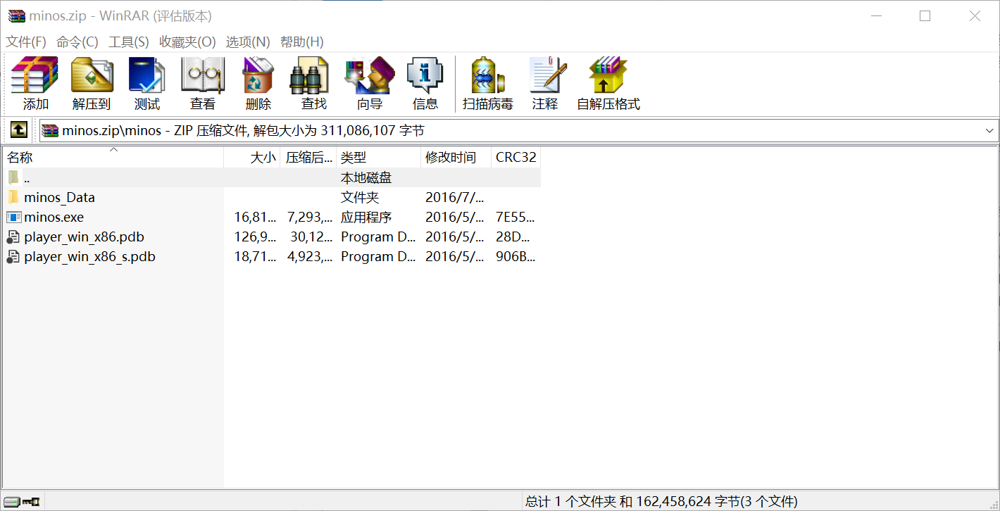 minos.zip - WinRAR (评估版本)
文件(F) 命令(C) 工具(S) 收藏夹(O) 选项(N) 帮助(H)
添加 解压到 测试 查看 删除 查找 向导 信息 扫描病毒 注释 自解压格式
minos.zip\minos - ZIP 压缩文件, 解包大小为 311,086,107 字节
名称 大小 压缩后... 类型 修改时间 CRC32
.. 本地磁盘
minos_Data 文件夹 2016/7/...
minos.exe 16,81... 7,293,... 应用程序 2016/5/... 7E55...
player_win_x86.pdb 126,9... 30,12... Program D... 2016/5/... 28D...
player_win_x86_s.pdb 18,71... 4,923,... Program D... 2016/5/... 906B...
总计 1 个文件夹 和 162,458,624 字节(3 个文件)